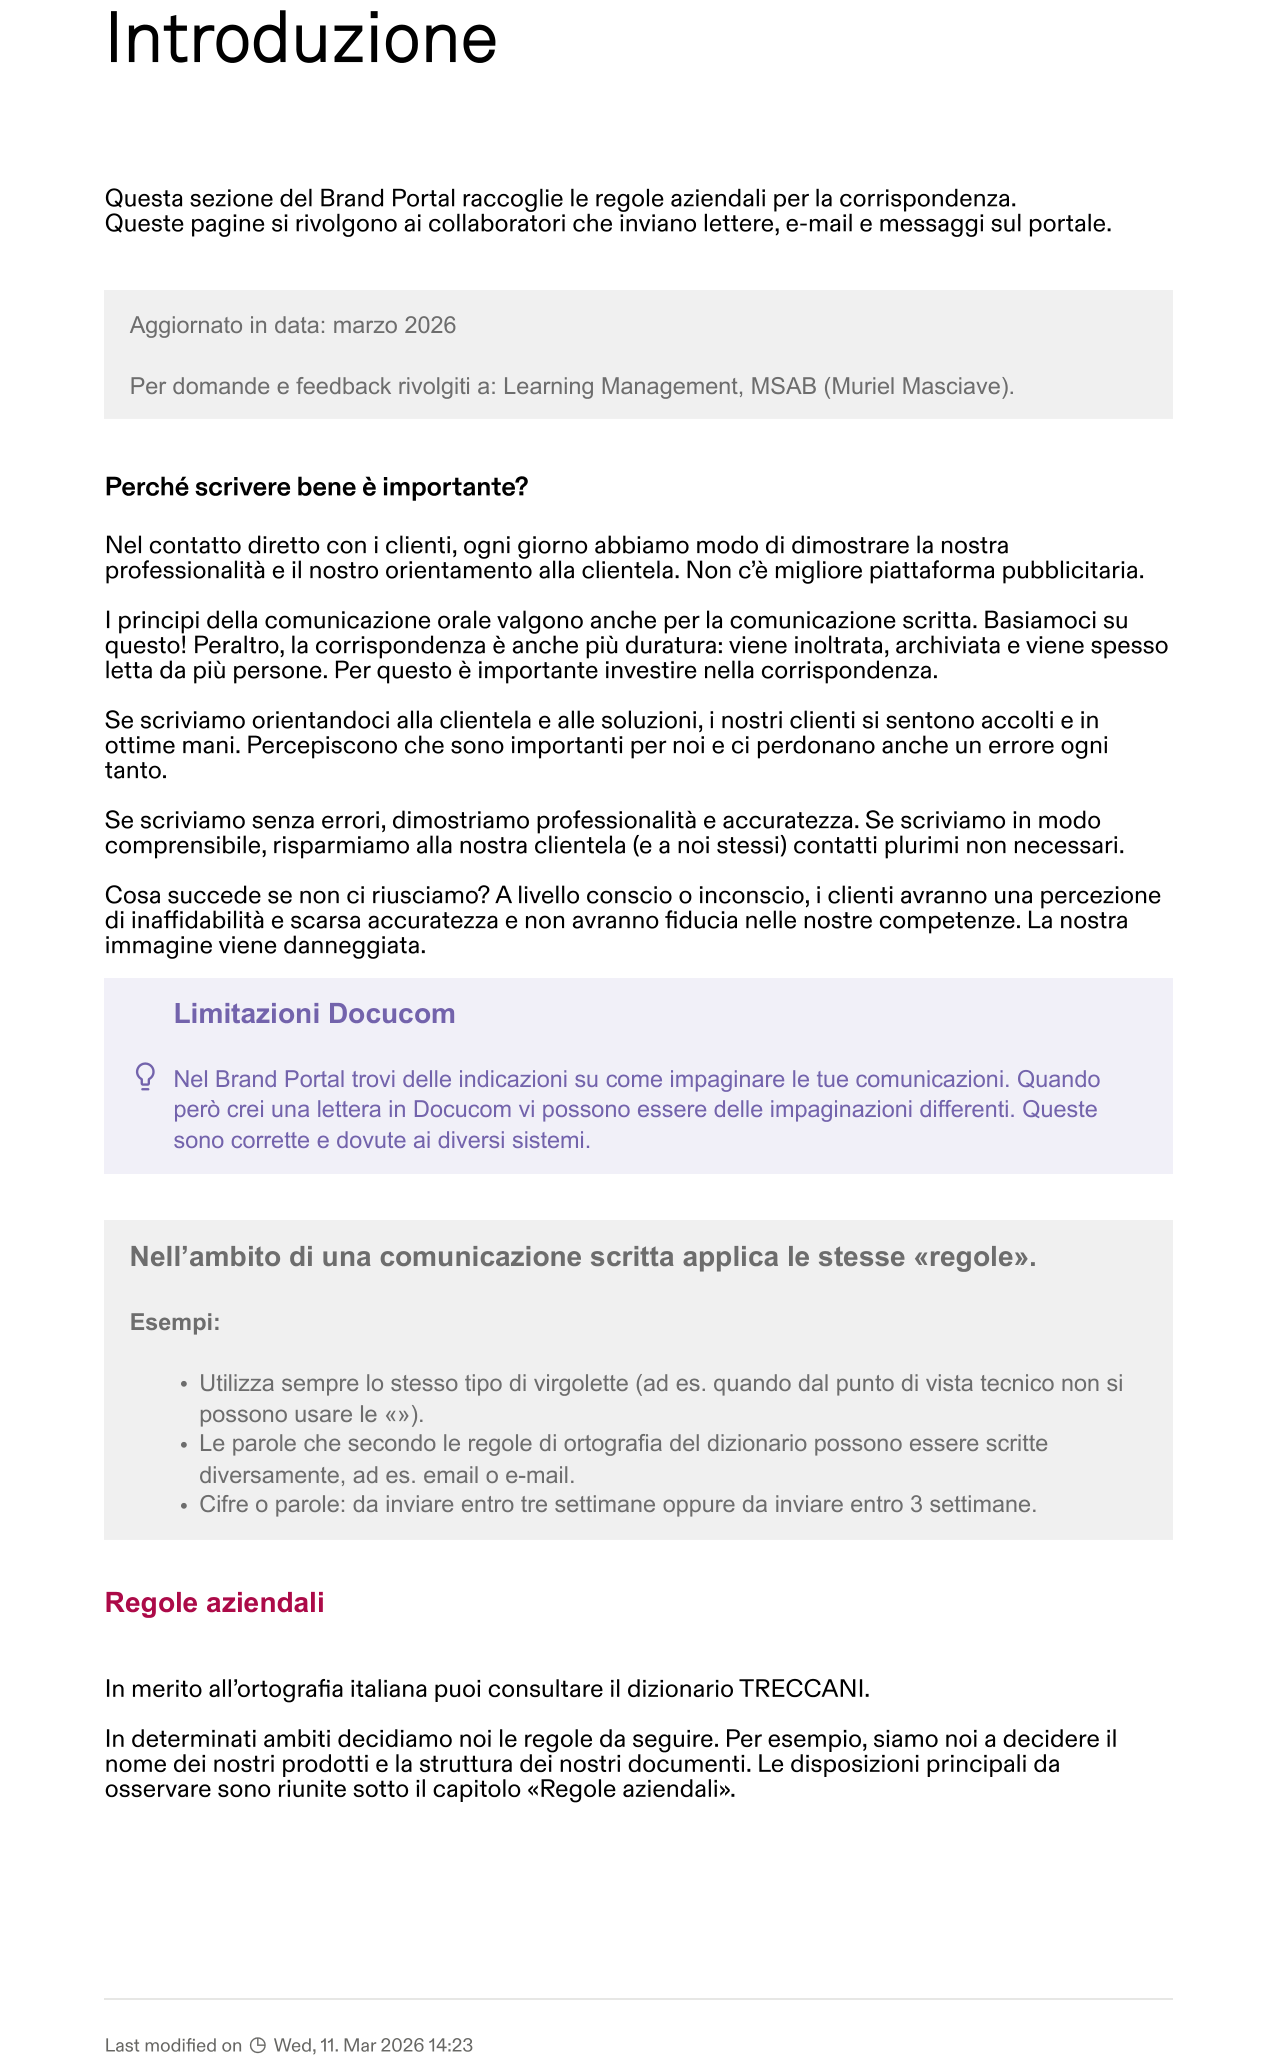 Introduzione
Questa sezione del Brand Portal raccoglie le regole aziendali per la corrispondenza.
Queste pagine si rivolgono ai collaboratori che inviano lettere, e-mail e messaggi sul portale.
Aggiornato in data: marzo 2026
Per domande e feedback rivolgiti a: Learning Management, MSAB (Muriel Masciave).
Perché scrivere bene è importante?
Nel contatto diretto con i clienti, ogni giorno abbiamo modo di dimostrare la nostra
professionalità e il nostro orientamento alla clientela. Non c’è migliore piattaforma pubblicitaria.
I principi della comunicazione orale valgono anche per la comunicazione scritta. Basiamoci su
questo! Peraltro, la corrispondenza è anche più duratura: viene inoltrata, archiviata e viene spesso
letta da più persone. Per questo è importante investire nella corrispondenza.
Se scriviamo orientandoci alla clientela e alle soluzioni, i nostri clienti si sentono accolti e in
ottime mani. Percepiscono che sono importanti per noi e ci perdonano anche un errore ogni
tanto.
Se scriviamo senza errori, dimostriamo professionalità e accuratezza. Se scriviamo in modo
comprensibile, risparmiamo alla nostra clientela (e a noi stessi) contatti plurimi non necessari.
Cosa succede se non ci riusciamo? A livello conscio o inconscio, i clienti avranno una percezione
di inaffidabilità e scarsa accuratezza e non avranno fiducia nelle nostre competenze. La nostra
immagine viene danneggiata.
Limitazioni Docucom
Nel Brand Portal trovi delle indicazioni su come impaginare le tue comunicazioni. Quando
però crei una lettera in Docucom vi possono essere delle impaginazioni differenti. Queste
sono corrette e dovute ai diversi sistemi.
Nell’ambito di una comunicazione scritta applica le stesse «regole».
Esempi:
• Utilizza sempre lo stesso tipo di virgolette (ad es. quando dal punto di vista tecnico non si
possono usare le «»).
• Le parole che secondo le regole di ortografia del dizionario possono essere scritte
diversamente, ad es. email o e-mail.
• Cifre o parole: da inviare entro tre settimane oppure da inviare entro 3 settimane.
Regole aziendali
In merito all’ortografia italiana puoi consultare il dizionario TRECCANI.
In determinati ambiti decidiamo noi le regole da seguire. Per esempio, siamo noi a decidere il
nome dei nostri prodotti e la struttura dei nostri documenti. Le disposizioni principali da
osservare sono riunite sotto il capitolo «Regole aziendali».
Last modified on Wed, 11. Mar 2026 14:23